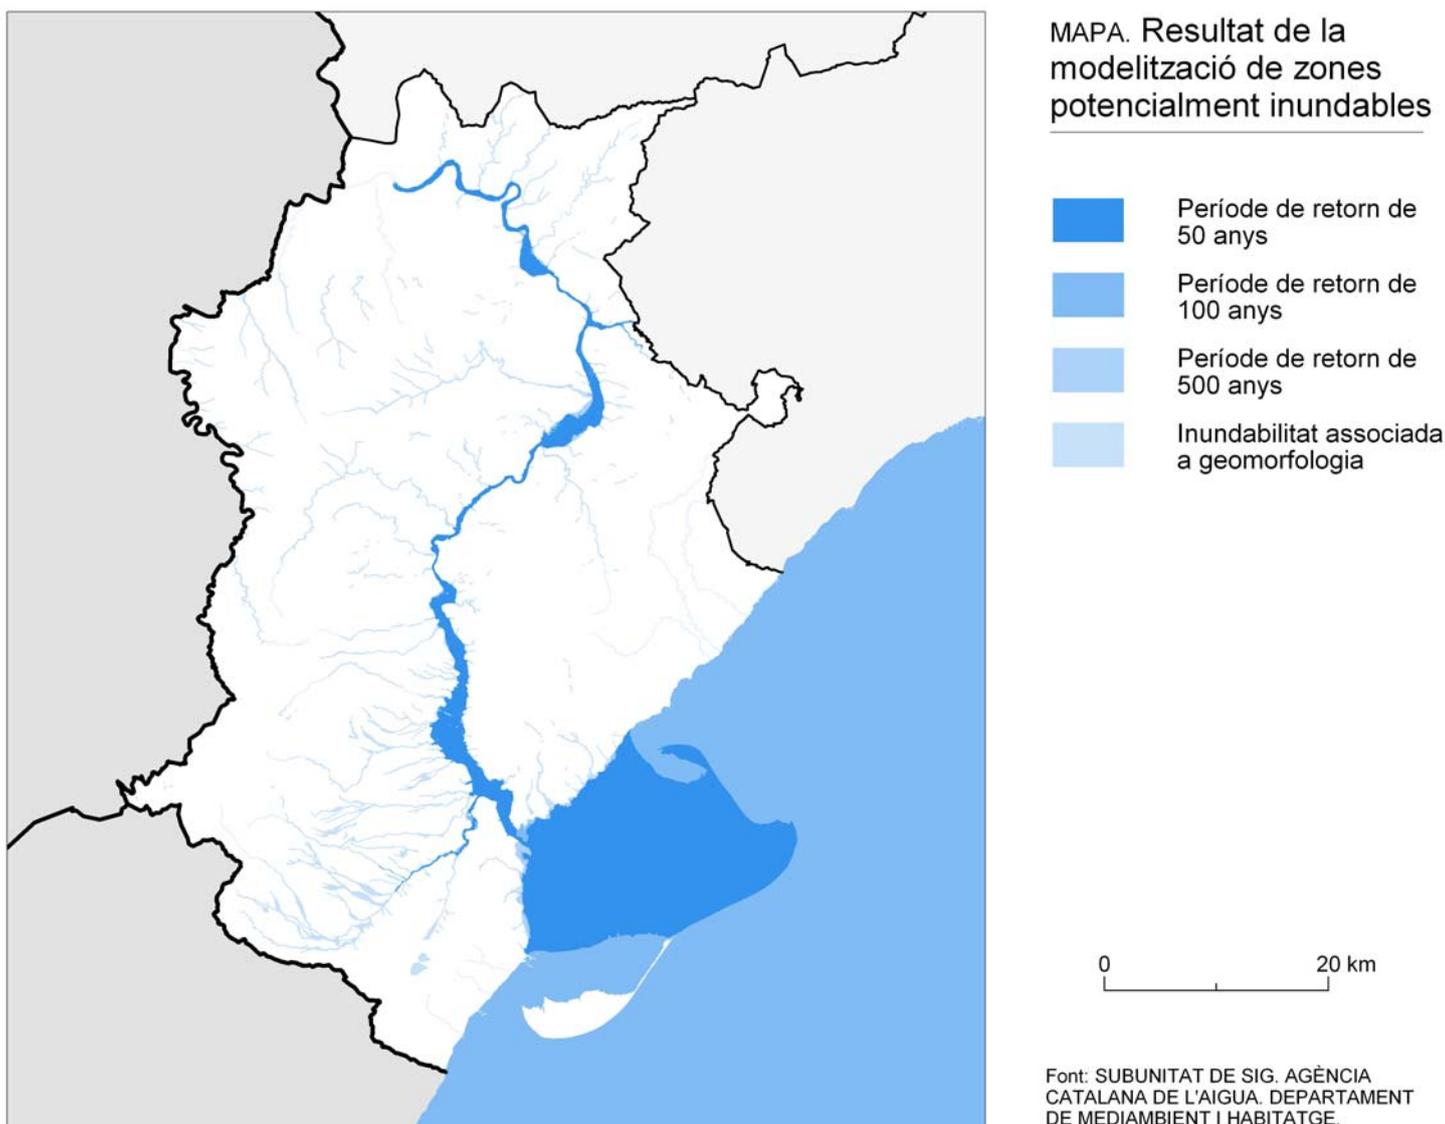 MAPA. Resultat de la
modelització de zones
potencialment inundables
Període de retorn de
50 anys
Període de retorn de
100 anys
Període de retorn de
500 anys
Inundabilitat associada
a geomorfologia
0 20 km
Font: SUBUNITAT DE SIG. AGÈNCIA
CATALANA DE L'AIGUA. DEPARTAMENT
DE MEDIAMBIENT I HABITATGE.